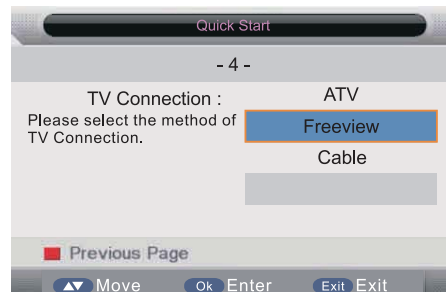 Quick Start
- 4 -
TV Connection :
Please select the method of
TV Connection.
ATV
Freeview
Cable
Previous Page
Move Ok Enter Exit Exit